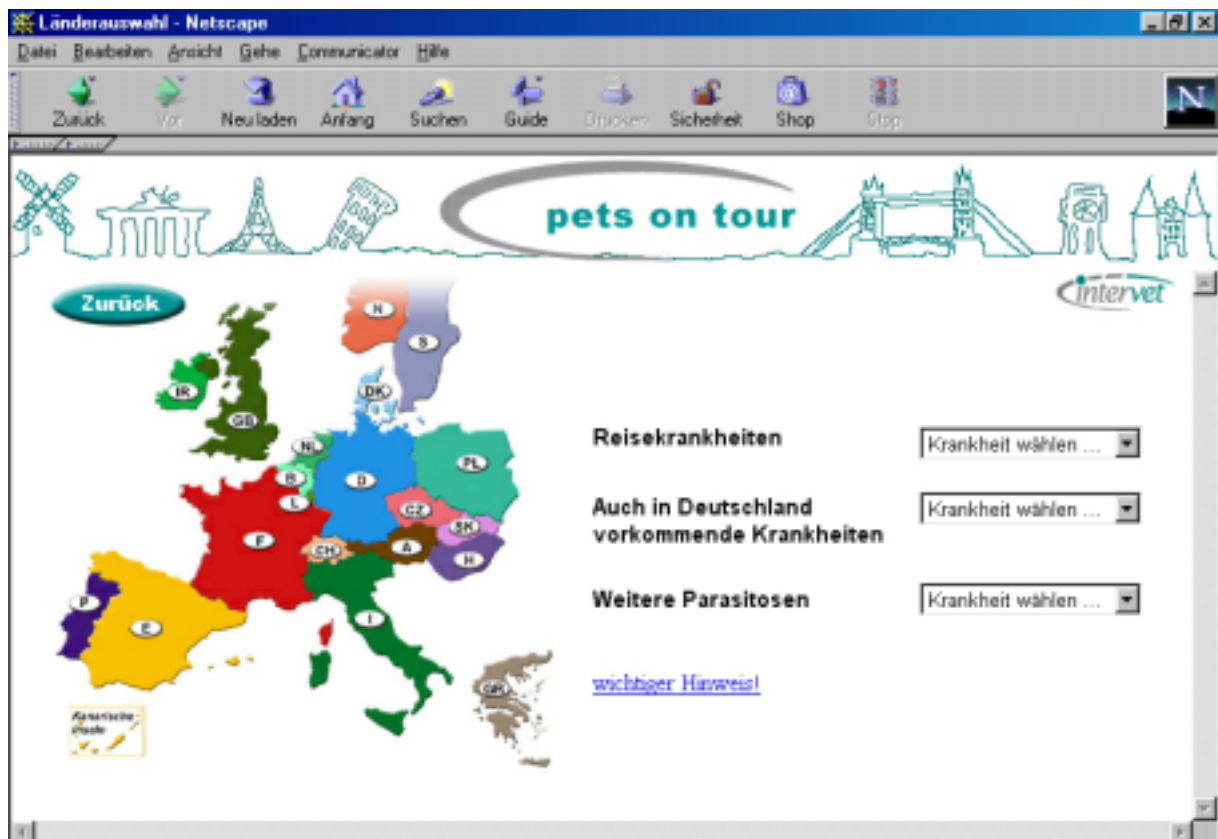 Länderauswahl - Netscape
Datei Bearbeiten Ansicht Gehe Communicator Hilfe
Zurück Vor Neu laden Anfang Suchen Guide Drucken Sicherheit Shop Stop
N
pets on tour
Zurück
intervet
N
S
IR
DK
GB
NL
PL
B
D
L
CZ
SK
F
CH
A
H
P
E
I
GR
Kanarische
Inseln
Reisekrankheiten
Krankheit wählen ...
Auch in Deutschland
vorkommende Krankheiten
Krankheit wählen ...
Weitere Parasitosen
Krankheit wählen ...
wichtiger Hinweis!